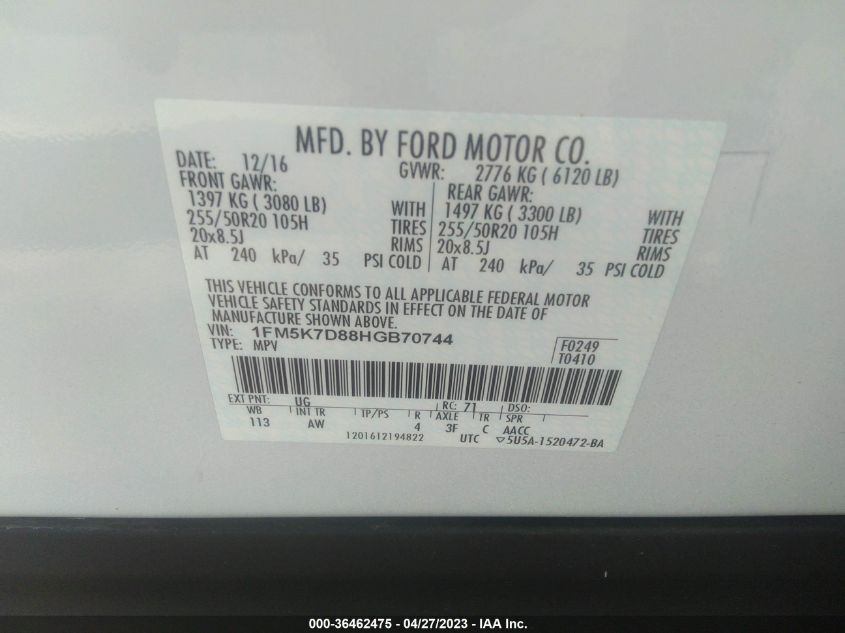 MFD. BY FORD MOTOR CO.
DATE: 12/16 GVWR: 2776 KG ( 6120 LB)
FRONT GAWR: REAR GAWR:
1397 KG ( 3080 LB) WITH 1497 KG ( 3300 LB) WITH
255/50R20 105H TIRES 255/50R20 105H TIRES
20x8.5J RIMS 20x8.5J RIMS
AT 240 kPa/ 35 PSI COLD AT 240 kPa/ 35 PSI COLD
THIS VEHICLE CONFORMS TO ALL APPLICABLE FEDERAL MOTOR
VEHICLE SAFETY STANDARDS IN EFFECT ON THE DATE OF
MANUFACTURE SHOWN ABOVE.
VIN: 1FM5K7D88HGB70744
TYPE: MPV
F0249
T0410
EXT PNT: UG RC: 71 DSO:
WB INT TR TP/PS R AXLE TR SPR
113 AW 4 3F C AACC
1201612194822 UTC ▽5U5A-1520472-BA
000-36462475 - 04/27/2023 - IAA Inc.